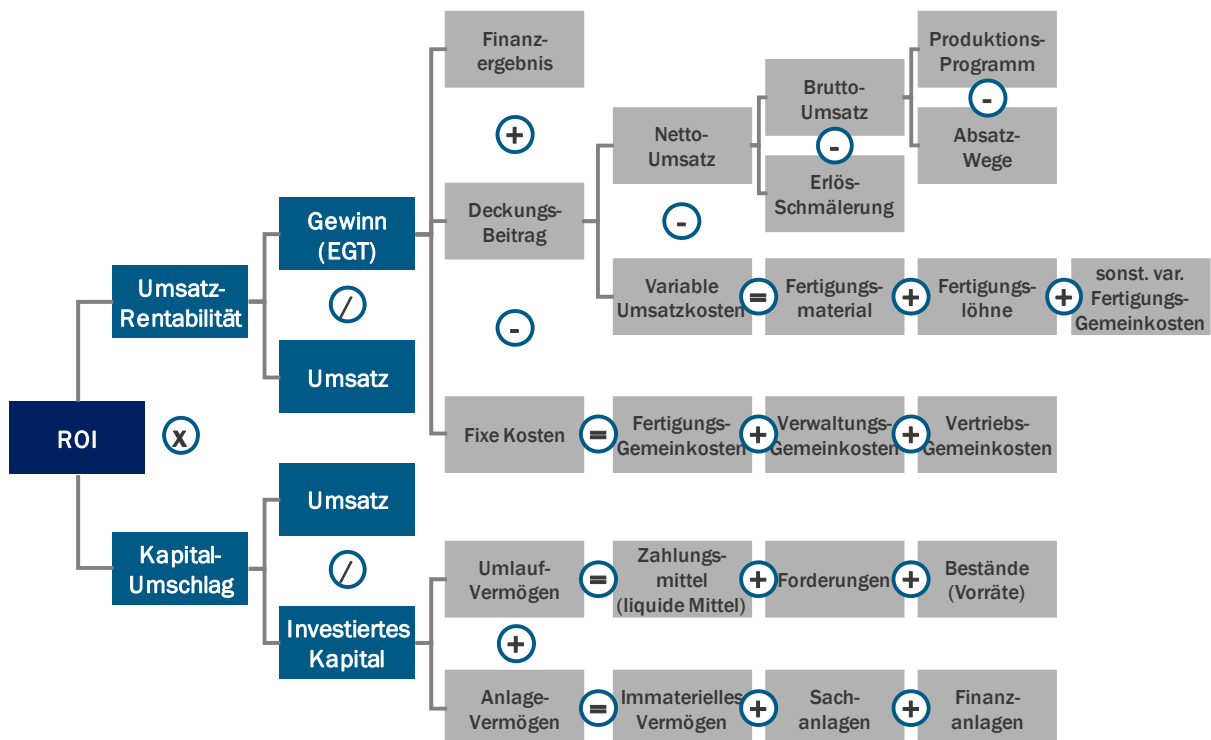 Finanz-
ergebnis
+
Deckungs-
Beitrag
-
Fixe Kosten
=
Fertigungs-
Gemeinkosten
+
Verwaltungs-
Gemeinkosten
+
Vertriebs-
Gemeinkosten
Netto-
Umsatz
-
Variable
Umsatzkosten
=
Fertigungs-
material
+
Fertigungs-
löhne
+
sonst. var.
Fertigungs-
Gemeinkosten
Brutto-
Umsatz
-
Erlös-
Schmälerung
Produktions-
Programm
-
Absatz-
Wege
Gewinn
(EGT)
/
Umsatz
Umsatz-
Rentabilität
ROI
x
Kapital-
Umschlag
Umsatz
/
Investiertes
Kapital
Umlauf-
Vermögen
=
Zahlungs-
mittel
(liquide Mittel)
+
Forderungen
+
Bestände
(Vorräte)
+
Anlage-
Vermögen
=
Immaterielles
Vermögen
+
Sach-
anlagen
+
Finanz-
anlagen